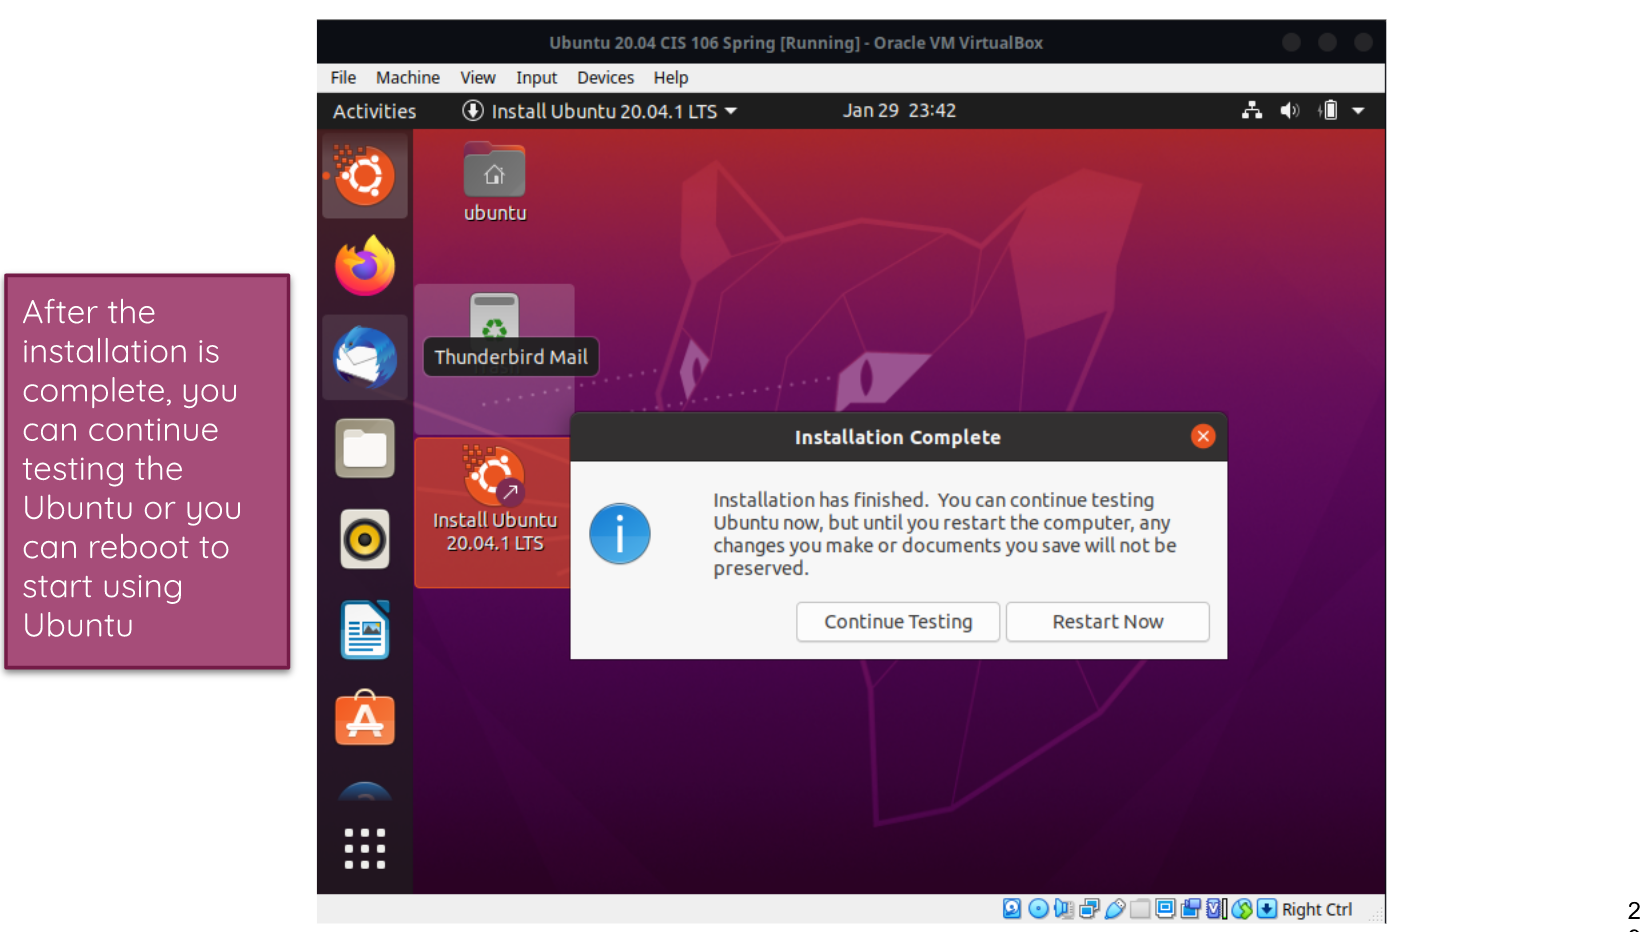 Ubuntu 20.04 CIS 106 Spring [Running] - Oracle VM VirtualBox
File Machine View Input Devices Help
Activities Install Ubuntu 20.04.1 LTS Jan 29 23:42
ubuntu
After the
installation is
complete, you
can continue
testing the
Ubuntu or you
can reboot to
start using
Ubuntu
Thunderbird Mail
Install Ubuntu
20.04.1 LTS
Installation Complete
Installation has finished. You can continue testing
Ubuntu now, but until you restart the computer, any
changes you make or documents you save will not be
preserved.
Continue Testing Restart Now
Right Ctrl
2